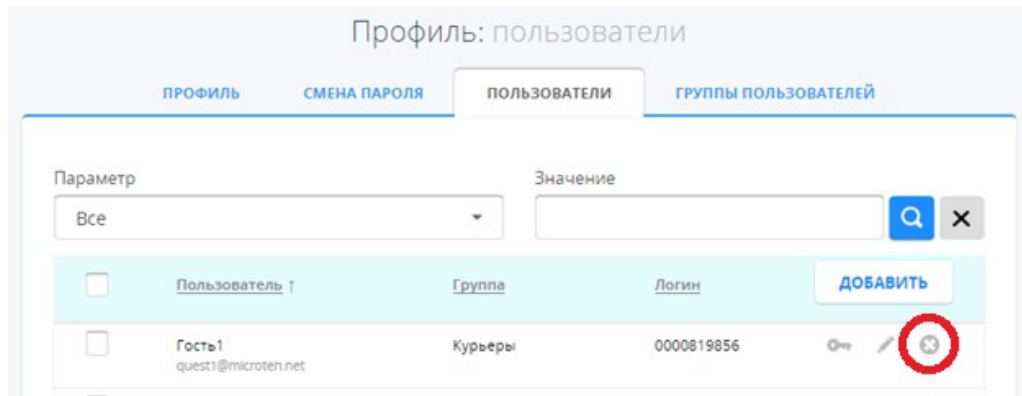 Профиль: пользователи
ПРОФИЛЬ СМЕНА ПАРОЛЯ ПОЛЬЗОВАТЕЛИ ГРУППЫ ПОЛЬЗОВАТЕЛЕЙ
Параметр Значение
Все
Пользователь ↑ Группа Логин ДОБАВИТЬ
Гость1 Курьеры 0000819856
quest1@microteh.net